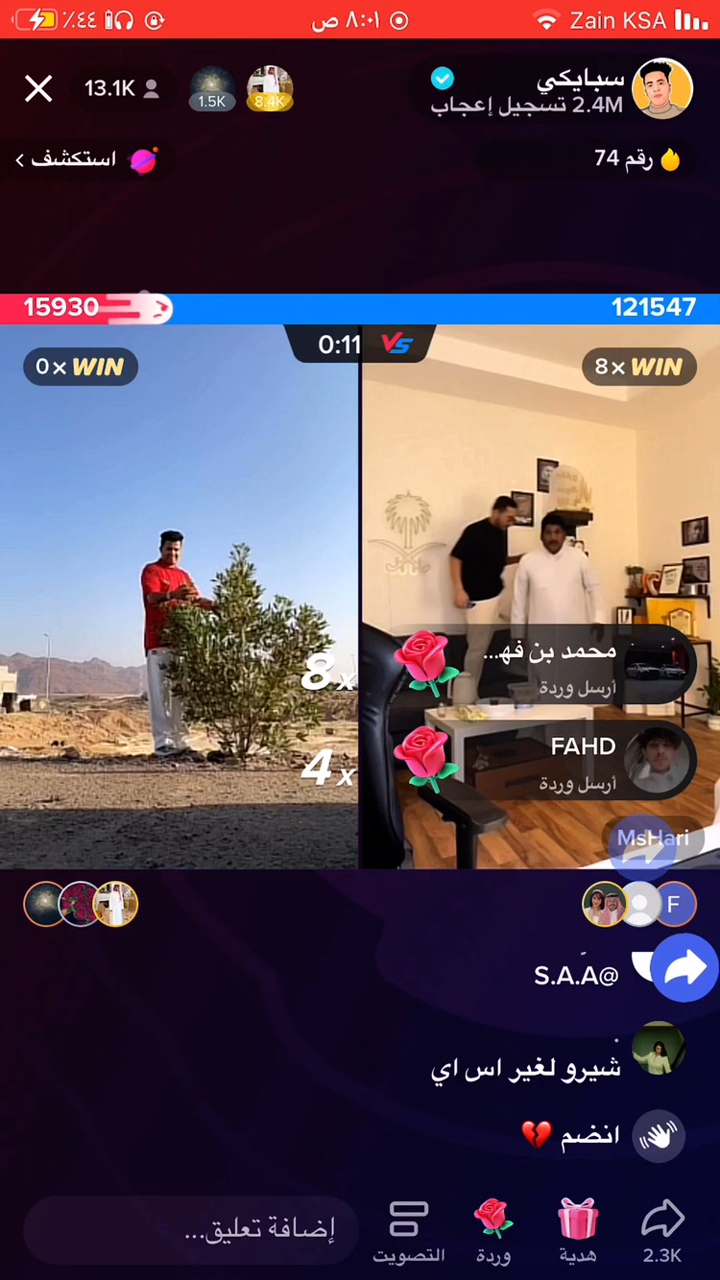 ٪٤٤
٨:٠١ ص
Zain KSA
13.1K
1.5K
8.4K
سبايكي
2.4M تسجيل إعجاب
استكشف
رقم 74
15930
121547
0× WIN
0:11
VS
8× WIN
8x
4x
محمد بن فه...
أرسل وردة
FAHD
أرسل وردة
MsHari
F
S.A.A@
شيرو لغير اس اي
انضم 💔
إضافة تعليق...
التصويت
وردة
هدية
2.3K